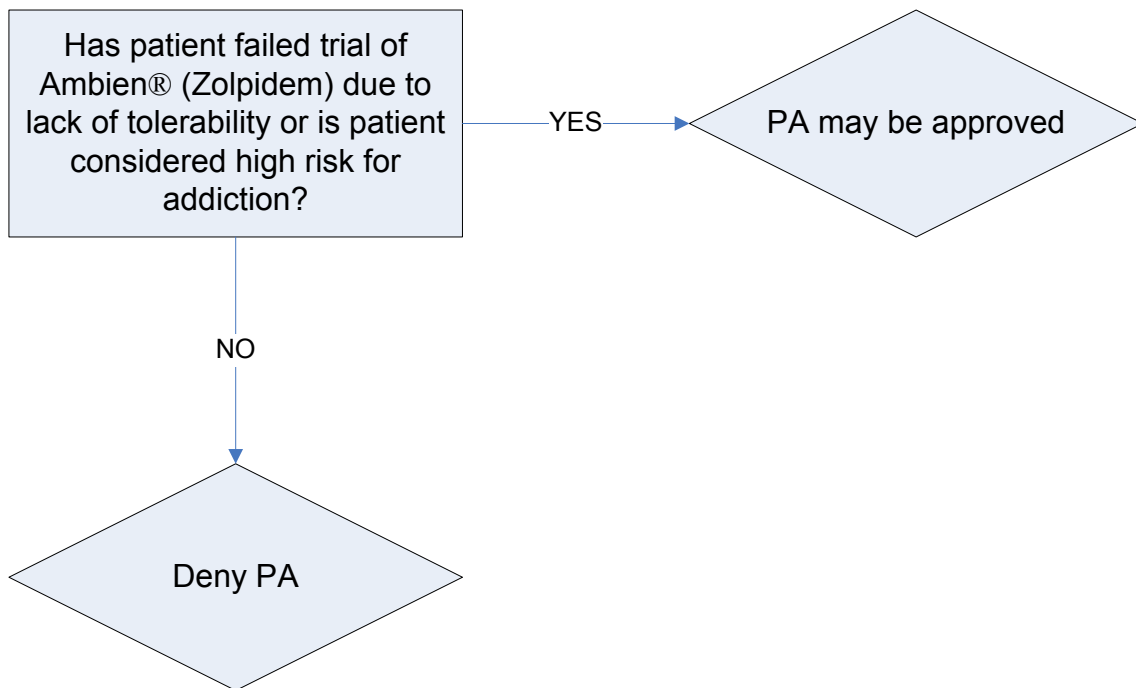 Has patient failed trial of
Ambien® (Zolpidem) due to
lack of tolerability or is patient
considered high risk for
addiction?
YES
PA may be approved
NO
Deny PA